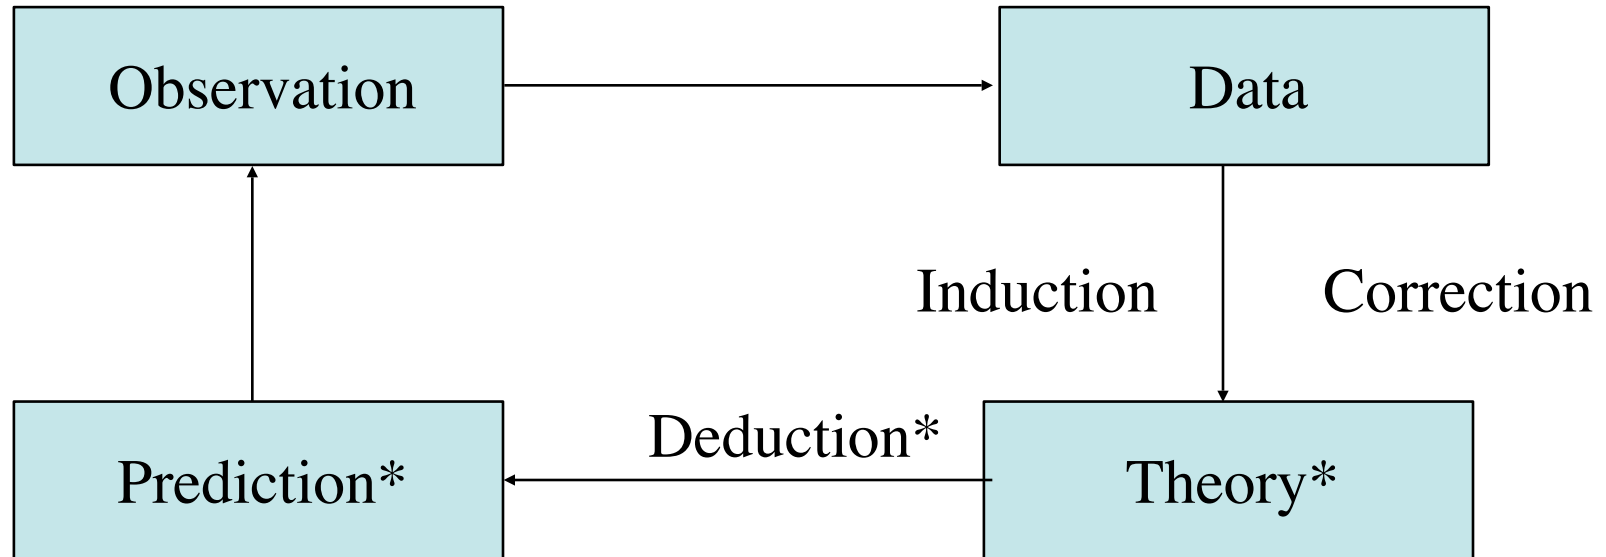 Observation
Data
Induction
Correction
Deduction*
Prediction*
Theory*